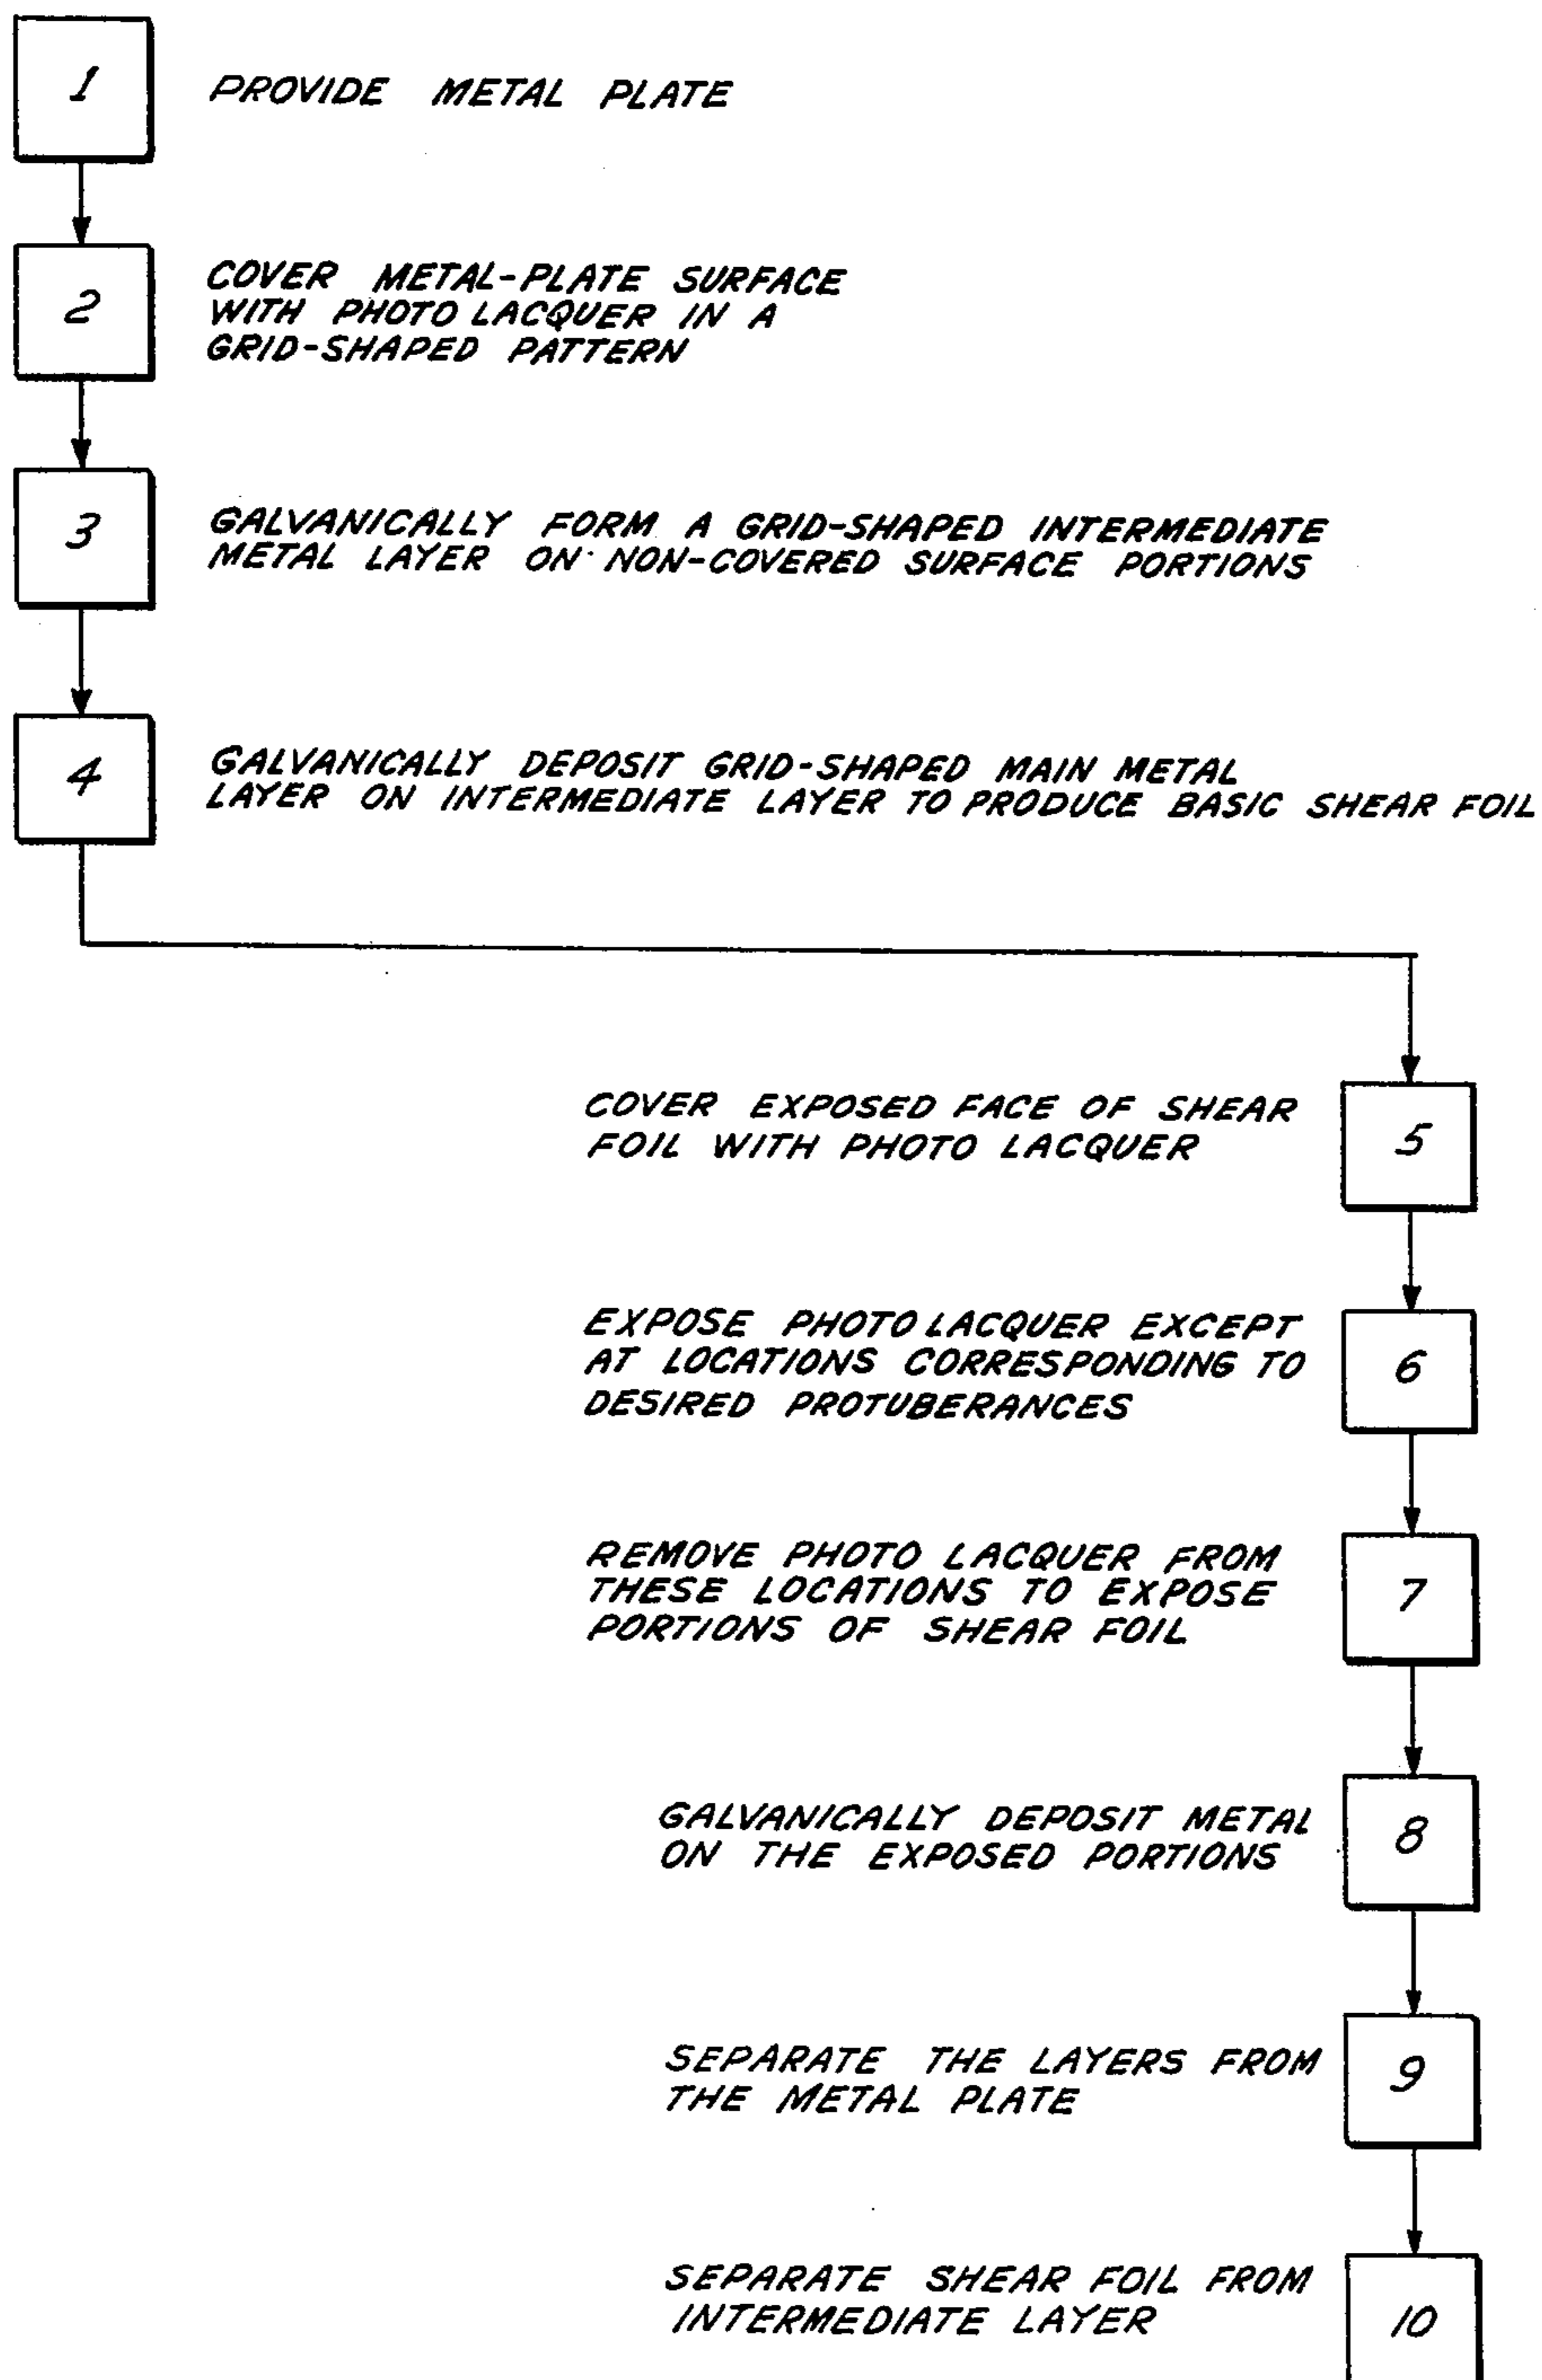 1
PROVIDE METAL PLATE
2
COVER METAL-PLATE SURFACE
WITH PHOTO LACQUER IN A
GRID-SHAPED PATTERN
3
GALVANICALLY FORM A GRID-SHAPED INTERMEDIATE
METAL LAYER ON NON-COVERED SURFACE PORTIONS
4
GALVANICALLY DEPOSIT GRID-SHAPED MAIN METAL
LAYER ON INTERMEDIATE LAYER TO PRODUCE BASIC SHEAR FOIL
COVER EXPOSED FACE OF SHEAR
FOIL WITH PHOTO LACQUER
5
EXPOSE PHOTO LACQUER EXCEPT
AT LOCATIONS CORRESPONDING TO
DESIRED PROTUBERANCES
6
REMOVE PHOTO LACQUER FROM
THESE LOCATIONS TO EXPOSE
PORTIONS OF SHEAR FOIL
7
GALVANICALLY DEPOSIT METAL
ON THE EXPOSED PORTIONS
8
SEPARATE THE LAYERS FROM
THE METAL PLATE
9
SEPARATE SHEAR FOIL FROM
INTERMEDIATE LAYER
10